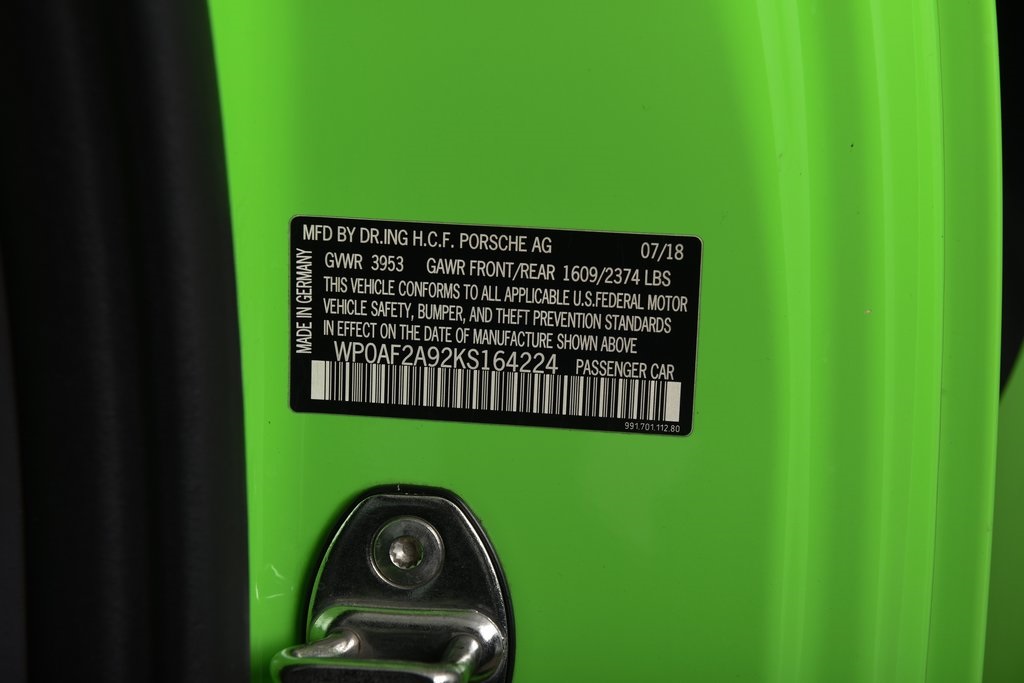 MFD BY DR.ING H.C.F. PORSCHE AG 07/18
GVWR 3953 GAWR FRONT/REAR 1609/2374 LBS
THIS VEHICLE CONFORMS TO ALL APPLICABLE U.S.FEDERAL MOTOR
VEHICLE SAFETY, BUMPER, AND THEFT PREVENTION STANDARDS
IN EFFECT ON THE DATE OF MANUFACTURE SHOWN ABOVE
WP0AF2A92KS164224 PASSENGER CAR
991.701.112.80
MADE IN GERMANY